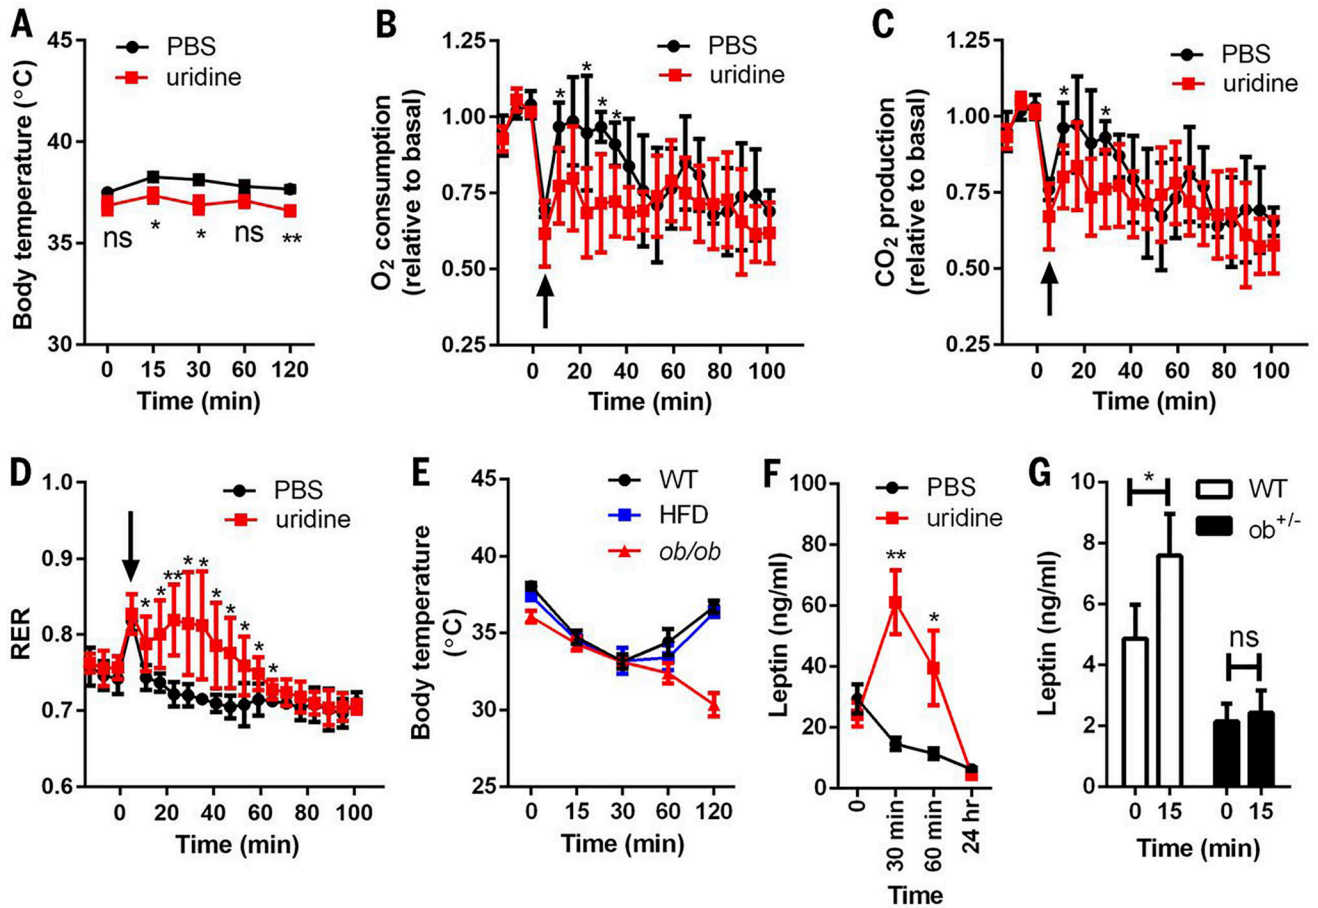 A
45
40
35
30
Body temperature (°C)
PBS
uridine
ns
*
*
ns
**
0 15 30 60 120
Time (min)
B
1.25
1.00
0.75
0.50
0.25
O2 consumption
(relative to basal)
PBS
uridine
*
*
*
*
0 20 40 60 80 100
Time (min)
C
1.25
1.00
0.75
0.50
0.25
CO2 production
(relative to basal)
PBS
uridine
*
*
0 20 40 60 80 100
Time (min)
D
1.0
0.9
0.8
0.7
0.6
RER
PBS
uridine
* * ** * * * * * * *
0 20 40 60 80 100
Time (min)
E
45
40
35
30
25
Body temperature
(°C)
WT
HFD
ob/ob
0 15 30 60 120
Time (min)
F
100
80
60
40
20
0
Leptin (ng/ml)
PBS
uridine
**
*
0
30 min
60 min
24 hr
Time
G
10
8
6
4
2
0
Leptin (ng/ml)
*
WT
ob+/-
ns
0 15 0 15
Time (min)